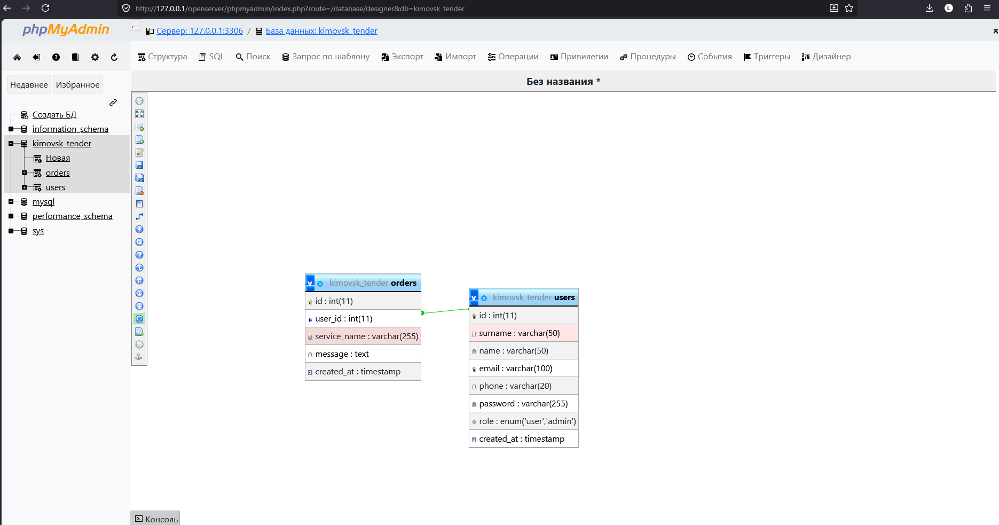 http://127.0.0.1/openserver/phpmyadmin/index.php?route=/database/designer&db=kimovsk_tender
L
phpMyAdmin
Недавнее Избранное
Создать БД
information_schema
kimovsk_tender
Новая
orders
users
mysql
performance_schema
sys
Сервер: 127.0.0.1:3306 / База данных: kimovsk_tender
Структура SQL Поиск Запрос по шаблону Экспорт Импорт Операции Привилегии Процедуры События Триггеры Дизайнер
Без названия *
v kimovsk_tender orders
id : int(11)
# user_id : int(11)
service_name : varchar(255)
message : text
created_at : timestamp
v kimovsk_tender users
id : int(11)
surname : varchar(50)
name : varchar(50)
email : varchar(100)
phone : varchar(20)
password : varchar(255)
role : enum('user','admin')
created_at : timestamp
Консоль